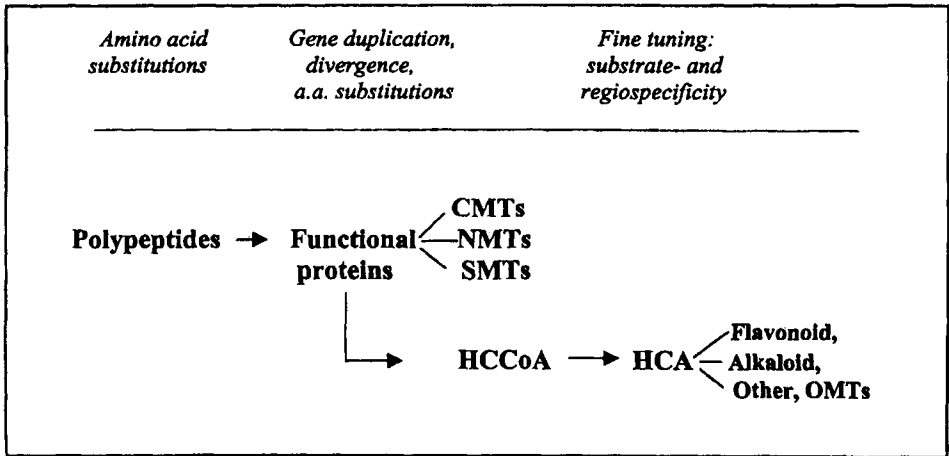 Amino acid
substitutions
Gene duplication,
divergence,
a.a. substitutions
Fine tuning:
substrate- and
regiospecificity
CMTs
Polypeptides → Functional NMTs
proteins SMTs
HCCoA → HCA
Flavonoid,
Alkaloid,
Other, OMTs